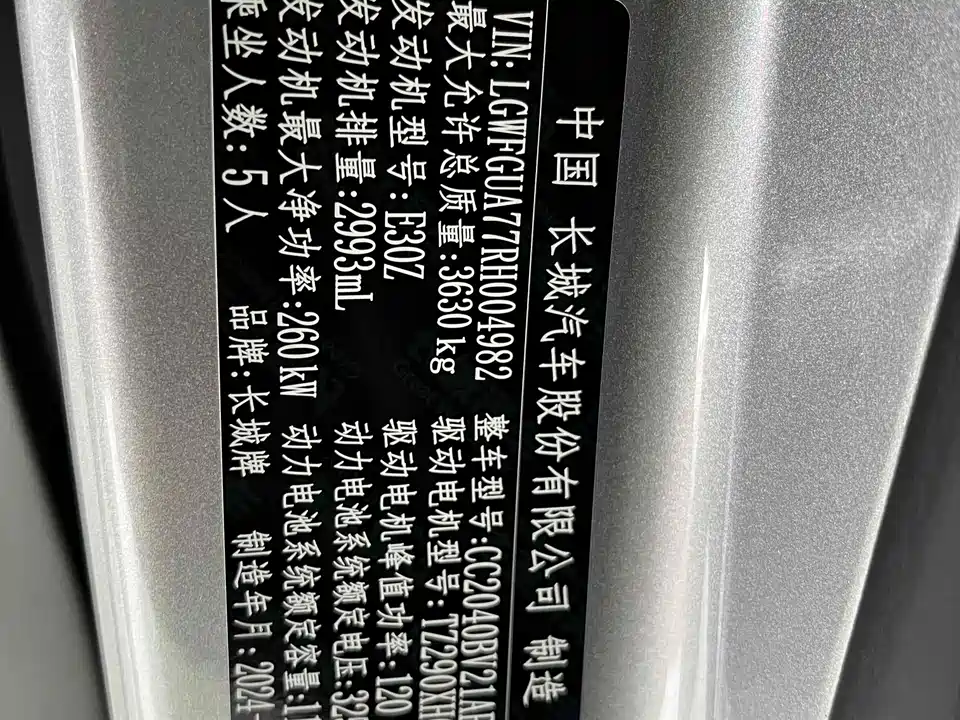 中国 长城汽车股份有限公司 制造
VIN:LGWFGUA77RH004982 整车型号:CC2040BV21A
最大允许总质量:3630kg 驱动电机型号:TZ290XH
发动机型号:E30Z 驱动电机峰值功率:120
发动机排量:2993mL 动力电池系统额定电压:32
发动机最大净功率:260kW 动力电池系统额定容量:1
乘坐人数:5人 品牌:长城牌 制造年月:2024-